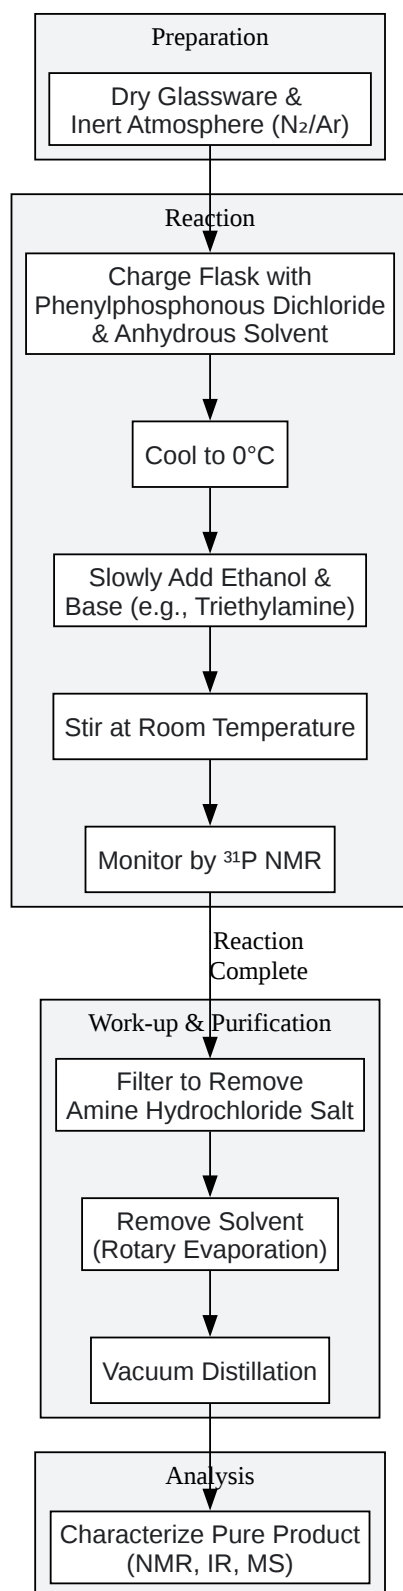 Preparation
Dry Glassware &
Inert Atmosphere (N₂/Ar)
Reaction
Charge Flask with
Phenylphosphonous Dichloride
& Anhydrous Solvent
Cool to 0°C
Slowly Add Ethanol &
Base (e.g., Triethylamine)
Stir at Room Temperature
Monitor by ³¹P NMR
Reaction
Complete
Work-up & Purification
Filter to Remove
Amine Hydrochloride Salt
Remove Solvent
(Rotary Evaporation)
Vacuum Distillation
Analysis
Characterize Pure Product
(NMR, IR, MS)